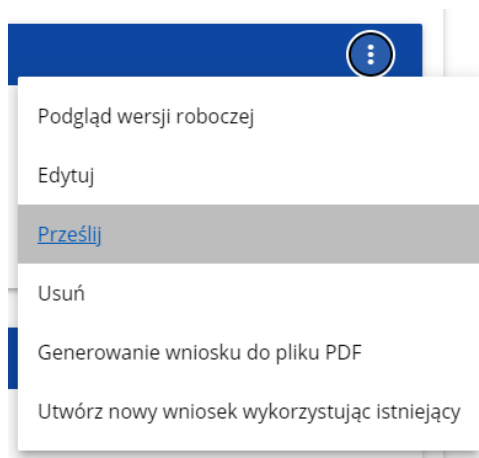 Podgląd wersji roboczej
Edytuj
Prześlij
Usuń
Generowanie wniosku do pliku PDF
Utwórz nowy wniosek wykorzystując istniejący